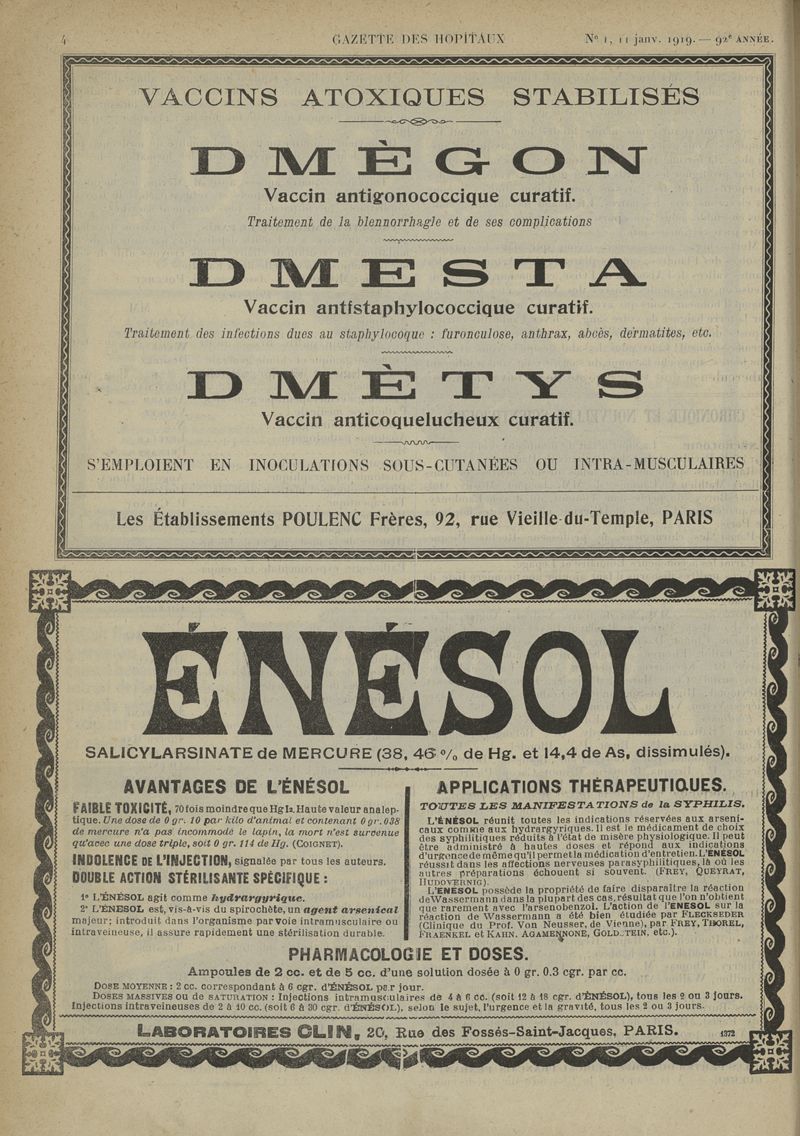 4 GAZETTE DES HOPITAUX Nº 1, 11 janv. 1919. — 92e ANNÉE.
VACCINS ATOXIQUES STABILISÉS
DMÈGON
Vaccin antigonococcique curatif.
Traitement de la blennorrhagie et de ses complications
DMESTA
Vaccin antistaphylococcique curatif.
Traitement des infections dues au staphylocoque : furonculose, anthrax, abcès, dermatites, etc.
DMÈTYS
Vaccin anticoquelucheux curatif.
S'EMPLOIENT EN INOCULATIONS SOUS-CUTANÉES OU INTRA-MUSCULAIRES
Les Établissements POULENC Frères, 92, rue Vieille-du-Temple, PARIS
ÉNÉSOL
SALICYLARSINATE de MERCURE (38, 46 % de Hg. et 14,4 de As, dissimulés).
AVANTAGES DE L'ÉNÉSOL
FAIBLE TOXICITÉ, 70 fois moindre que Hg I2. Haute valeur analep-
tique. Une dose de 0 gr. 10 par kilo d'animal et contenant 0 gr. 038
de mercure n'a pas incommodé le lapin, la mort n'est survenue
qu'avec une dose triple, soit 0 gr. 114 de Hg. (COIGNET).
INDOLENCE DE L'INJECTION, signalée par tous les auteurs.
DOUBLE ACTION STÉRILISANTE SPÉCIFIQUE :
1º L'ÉNÉSOL agit comme hydrargyrique.
2º L'ÉNÉSOL est, vis-à-vis du spirochète, un agent arsenical
majeur; introduit dans l'organisme par voie intramusculaire ou
intraveineuse, il assure rapidement une stérilisation durable.
APPLICATIONS THÉRAPEUTIQUES.
TOUTES LES MANIFESTATIONS de la SYPHILIS.
L'ÉNÉSOL réunit toutes les indications réservées aux arseni-
caux comme aux hydrargyriques. Il est le médicament de choix
des syphilitiques réduits à l'état de misère physiologique. Il peut
être administré à hautes doses et répond aux indications
d'urgence de même qu'il permet la médication d'entretien. L'ÉNÉSOL
réussit dans les affections nerveuses parasyphilitiques, là où les
autres préparations échouent si souvent. (FREY, QUEYRAT,
HUDOVERNIG).
L'ÉNÉSOL possède la propriété de faire disparaître la réaction
de Wassermann dans la plupart des cas, résultat que l'on n'obtient
que rarement avec l'arsenobenzol. L'action de l'ÉNÉSOL sur la
réaction de Wassermann a été bien étudiée par FLECKSEDER
(Clinique du Prof. Von Neusser, de Vienne), par FREY, THOREL,
FRAENKEL et KAHN, AGAMENNONE, GOLDSTEIN, etc.).
PHARMACOLOGIE ET DOSES.
Ampoules de 2 cc. et de 5 cc. d'une solution dosée à 0 gr. 0.3 cgr. par cc.
DOSE MOYENNE : 2 cc. correspondant à 6 cgr. d'ÉNÉSOL par jour.
DOSES MASSIVES ou de SATURATION : Injections intramusculaires de 4 à 6 cc. (soit 12 à 18 cgr. d'ÉNÉSOL), tous les 2 ou 3 jours.
Injections intraveineuses de 2 à 10 cc. (soit 6 à 30 cgr. d'ÉNÉSOL), selon le sujet, l'urgence et la gravité, tous les 2 ou 3 jours.
LABORATOIRES CLIN, 20, Rue des Fossés-Saint-Jacques, PARIS. 1372